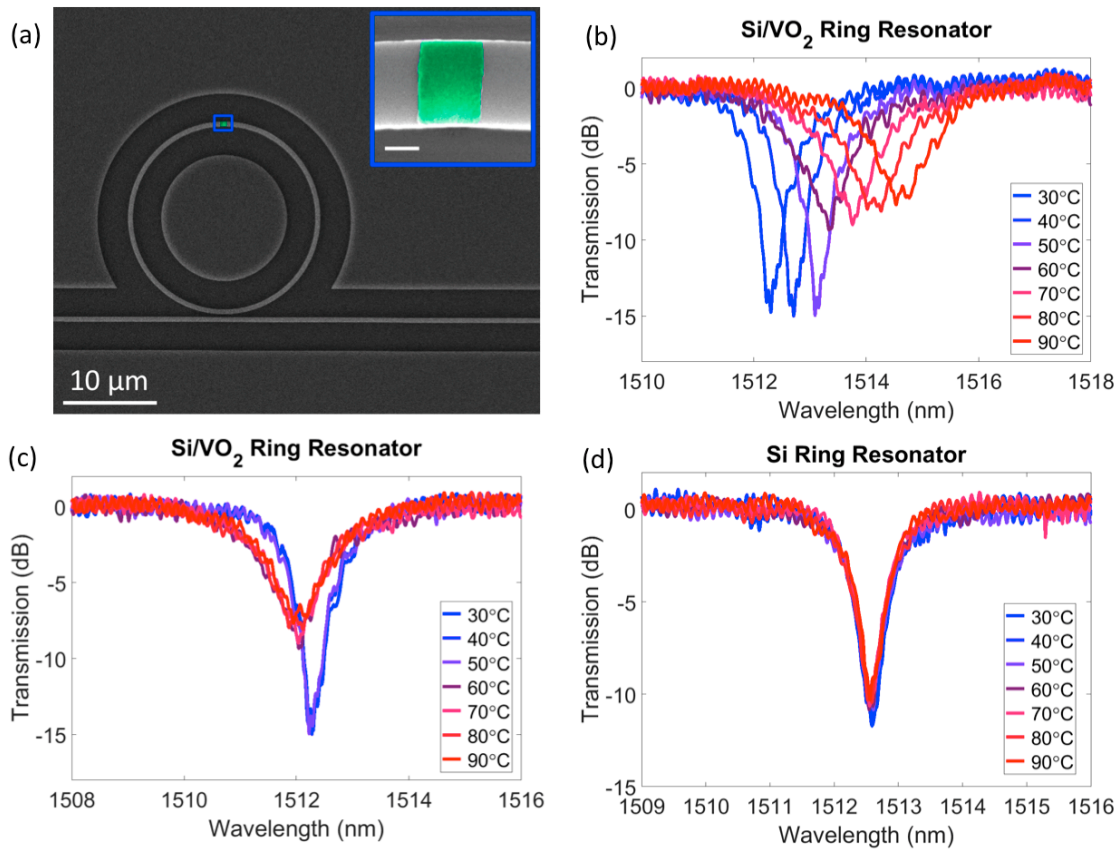 (a)
10 μm
(b)
Si/VO2 Ring Resonator
Transmission (dB)
0
-5
-10
-15
1510
1512
1514
1516
1518
Wavelength (nm)
30°C
40°C
50°C
60°C
70°C
80°C
90°C
(c)
Si/VO2 Ring Resonator
Transmission (dB)
0
-5
-10
-15
1508
1510
1512
1514
1516
Wavelength (nm)
30°C
40°C
50°C
60°C
70°C
80°C
90°C
(d)
Si Ring Resonator
Transmission (dB)
0
-5
-10
-15
1509
1510
1511
1512
1513
1514
1515
1516
Wavelength (nm)
30°C
40°C
50°C
60°C
70°C
80°C
90°C